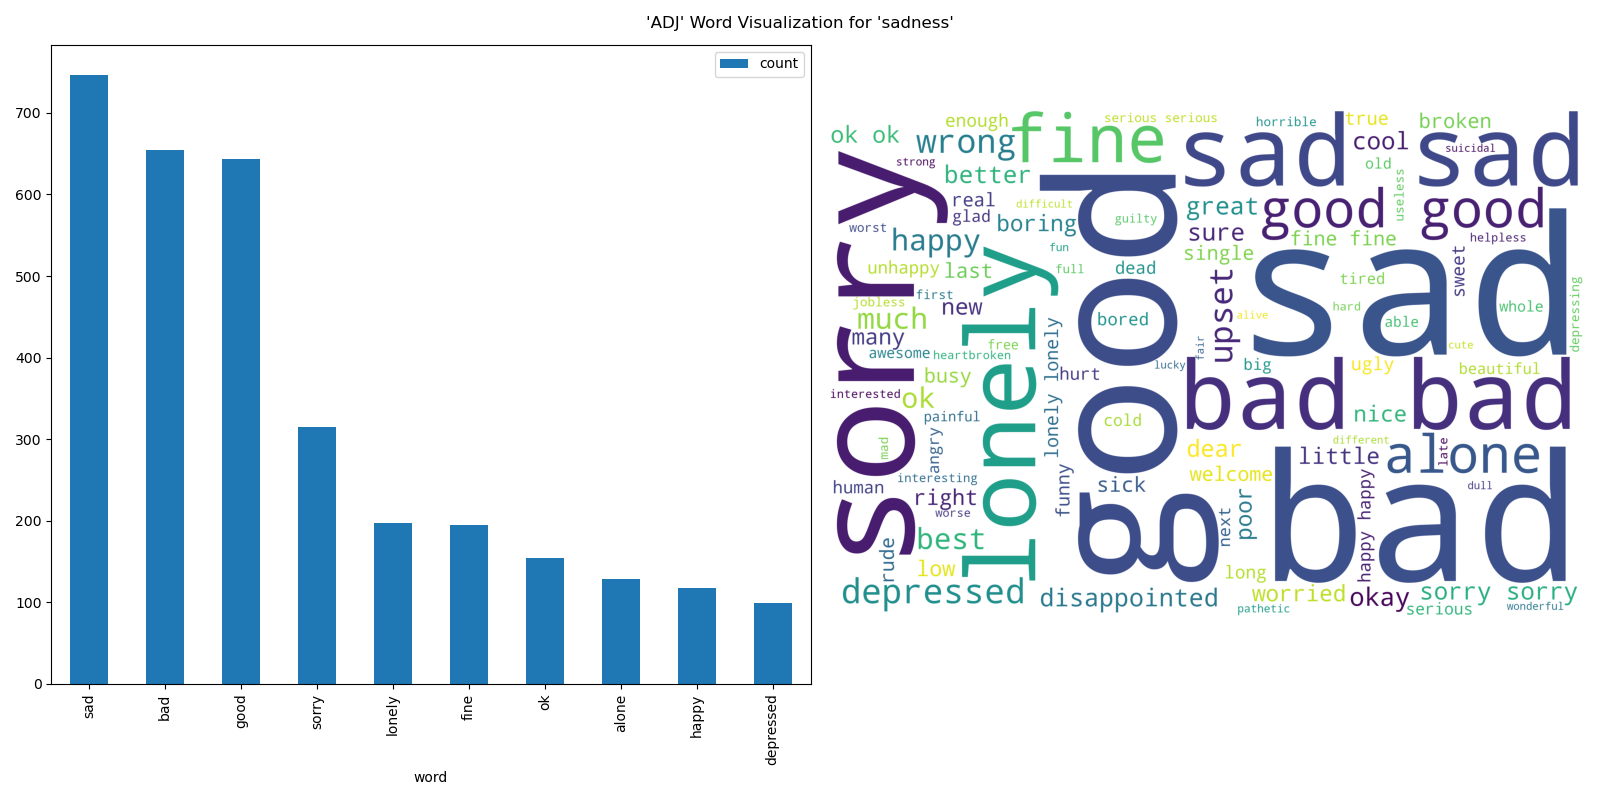 'ADJ' Word Visualization for 'sadness'
count
700
600
500
400
300
200
100
0
sad
bad
good
sorry
lonely
fine
ok
alone
happy
depressed
word
enough
serious serious
horrible
true
broken
ok ok
wrong
fine
sad
cool
suicidal
sad
strong
better
old
useless
sorry
real
difficult
great
good
good
glad
boring
guilty
worst
happy
sure
fine fine
helpless
fun
single
unhappy
last
full
dead
sad
sweet
tired
jobless
first
new
lonely
good
upset
hard
whole
depressing
much
bored
alive
able
many
free
fair
cute
awesome
heartbroken
lonely lonely
lucky
big
ugly
beautiful
busy
hurt
bad
bad
interested
ok
painful
cold
nice
mad
angry
different
late
alone
dear
little
interesting
funny
sick
welcome
happy happy
dull
human
right
worse
next
poor
bad
best
rude
low
long
depressed
disappointed
worried
okay
sorry sorry
pathetic
serious
wonderful